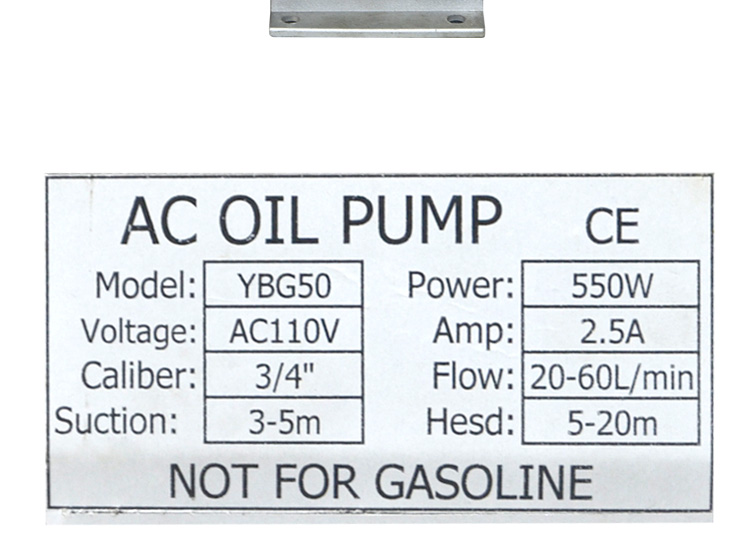 AC OIL PUMP CE
Model: YBG50 Power: 550W
Voltage: AC110V Amp: 2.5A
Caliber: 3/4" Flow: 20-60L/min
Suction: 3-5m Hesd: 5-20m
NOT FOR GASOLINE